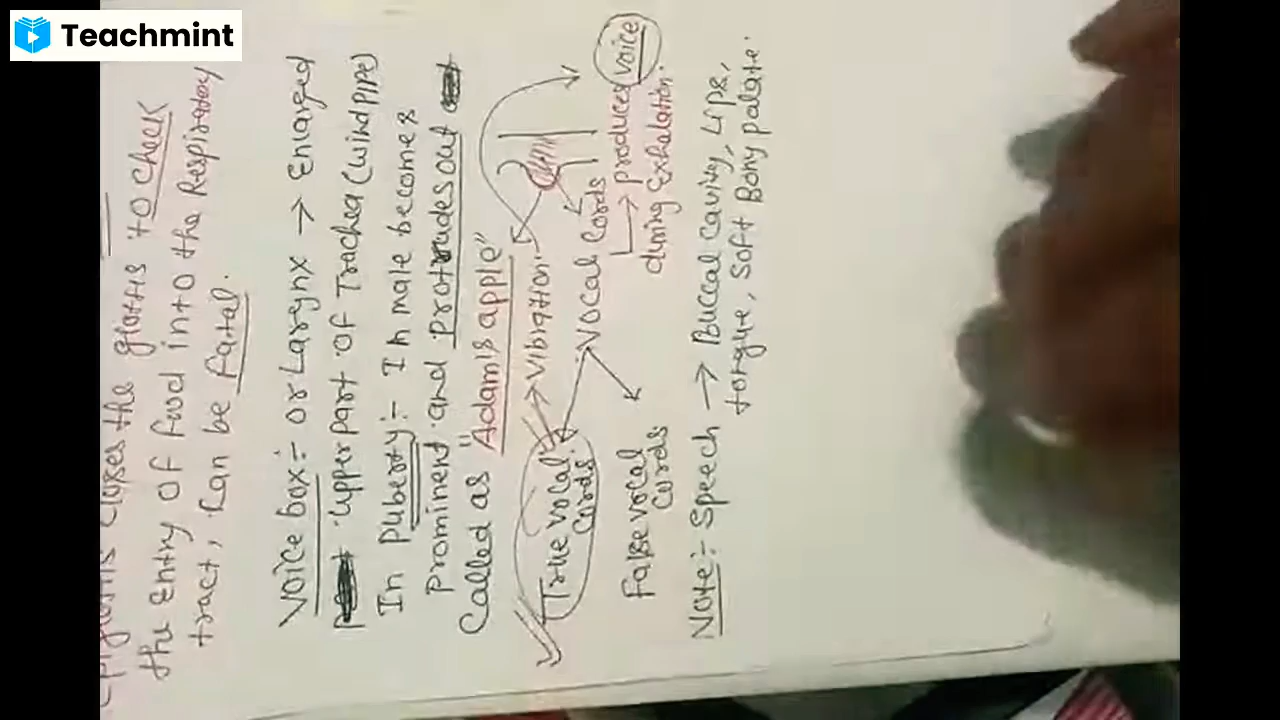 Teachmint
Epiglottis closes the glottis to check
the entry of food into the Respiratory
tract, can be fatal.
Voice box:- or Larynx → Enlarged
upper part of Trachea (wind pipe)
In puberty:- In male becomes
prominent and protrudes out
Called as "Adam's apple"
True vocal cords. → vibration.
vocal cords
False vocal cords
↳ produces voice
during exhalation.
Note:- Speech → Buccal cavity, Lips,
tongue, soft Bony palate.